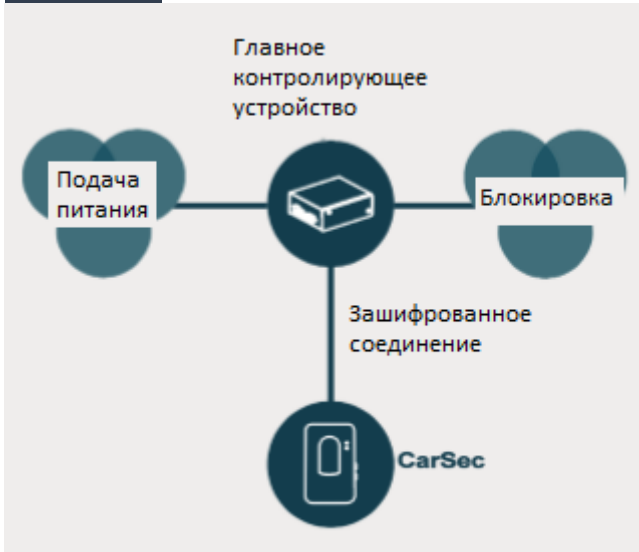 Главное
контролирующее
устройство
Подача
питания
Блокировка
Зашифрованное
соединение
CarSec